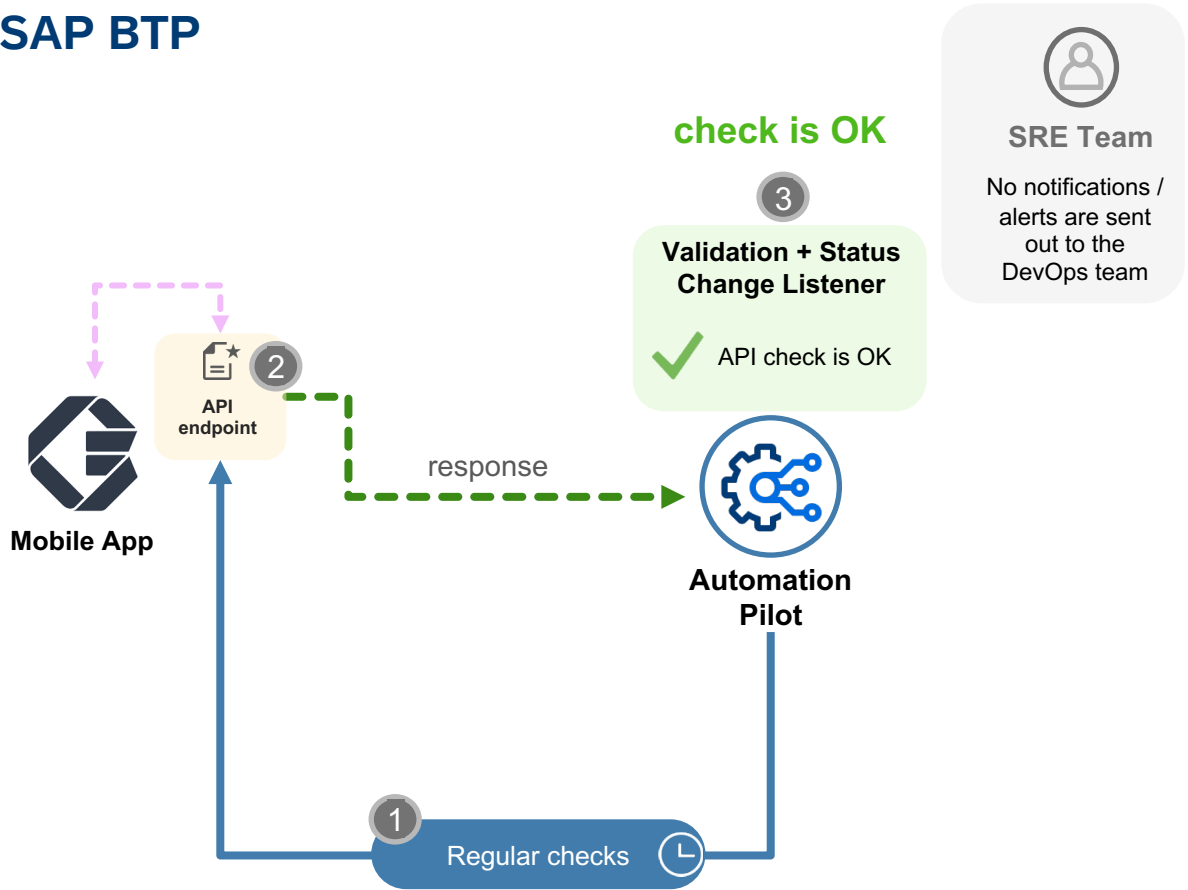 SAP BTP
check is OK
3
Validation + Status
Change Listener
API check is OK
SRE Team
No notifications /
alerts are sent
out to the
DevOps team
2
API
endpoint
response
Mobile App
Automation
Pilot
1
Regular checks